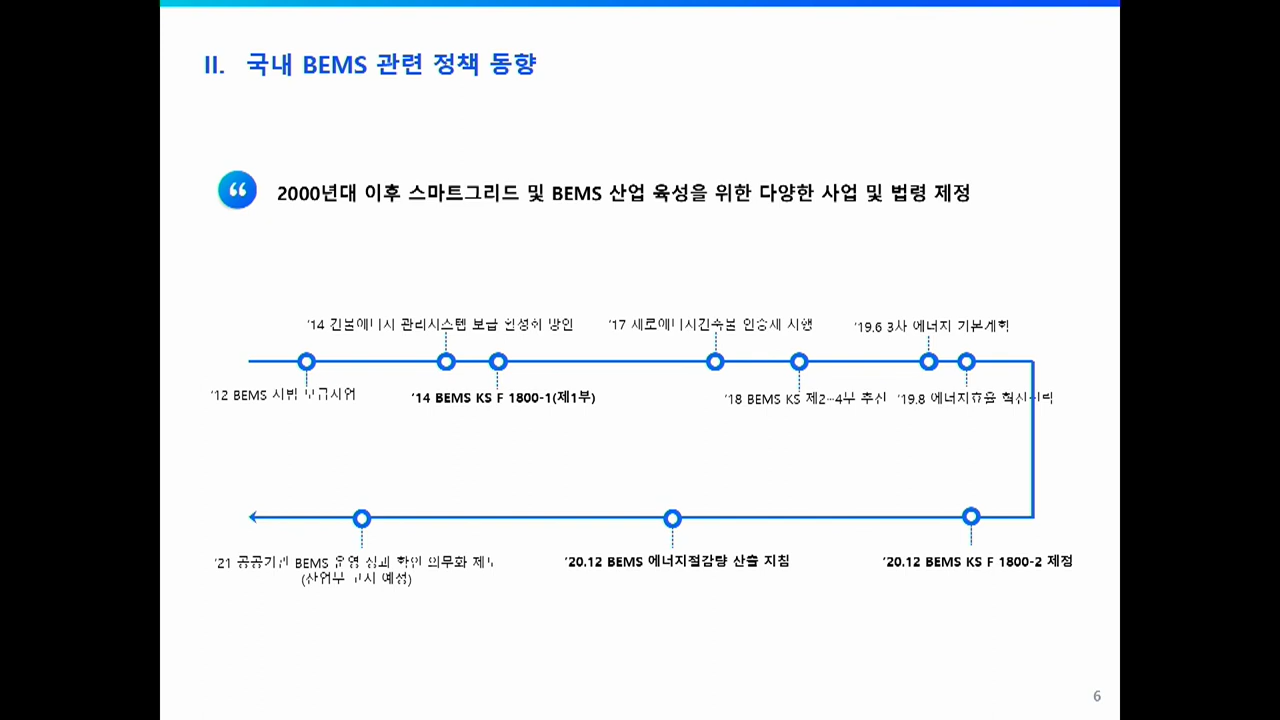 II. 국내 BEMS 관련 정책 동향
2000년대 이후 스마트그리드 및 BEMS 산업 육성을 위한 다양한 사업 및 법령 제정
'14 건물에너지 관리시스템 보급 활성화 방안
'17 제로에너지건축물 인증제 시행
'19.6 3차 에너지 기본계획
'12 BEMS 시범 보급사업
'14 BEMS KS F 1800-1(제1부)
'18 BEMS KS 제2~4부 추진
'19.8 에너지효율 혁신전략
'21 공공기관 BEMS 운영 성과 확인 의무화 제도
(산업부 고시 예정)
'20.12 BEMS 에너지절감량 산출 지침
'20.12 BEMS KS F 1800-2 제정
6